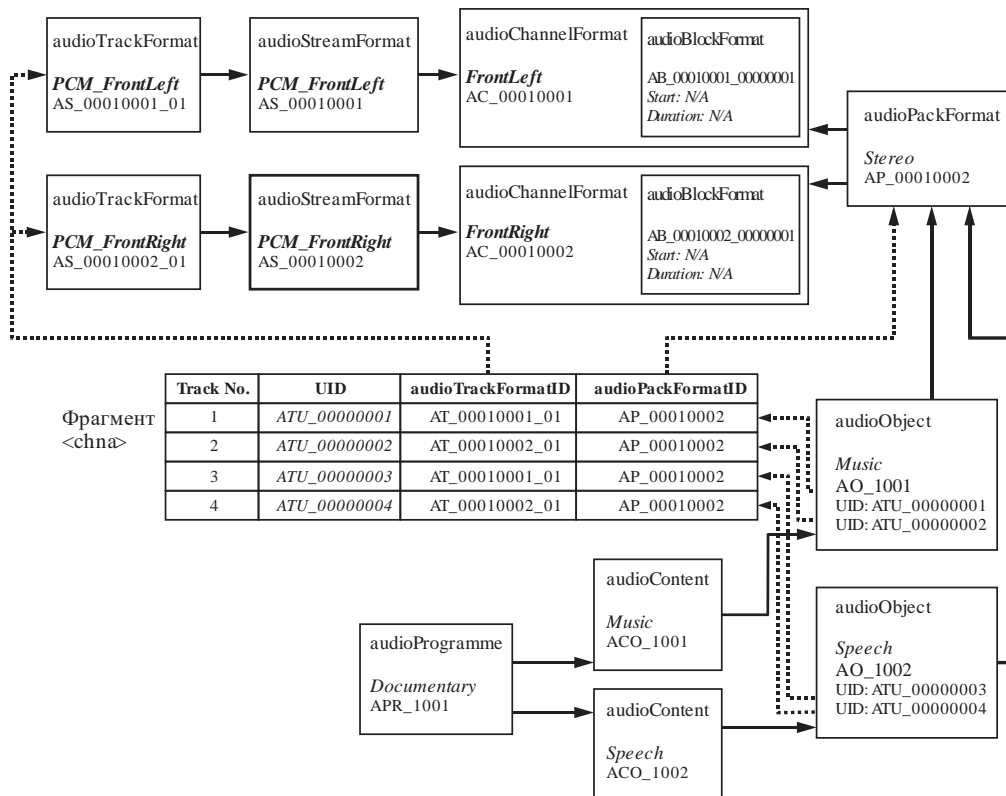 audioTrackFormat
PCM_FrontLeft
AS_00010001_01
audioStreamFormat
PCM_FrontLeft
AS_00010001
audioChannelFormat
FrontLeft
AC_00010001
audioBlockFormat
AB_00010001_00000001
Start: N/A
Duration: N/A
audioPackFormat
Stereo
AP_00010002
audioTrackFormat
PCM_FrontRight
AS_00010002_01
audioStreamFormat
PCM_FrontRight
AS_00010002
audioChannelFormat
FrontRight
AC_00010002
audioBlockFormat
AB_00010002_00000001
Start: N/A
Duration: N/A
Фрагмент
<chna>
Track No. UID audioTrackFormatID audioPackFormatID
1 ATU_00000001 AT_00010001_01 AP_00010002
2 ATU_00000002 AT_00010002_01 AP_00010002
3 ATU_00000003 AT_00010001_01 AP_00010002
4 ATU_00000004 AT_00010002_01 AP_00010002
audioObject
Music
AO_1001
UID: ATU_00000001
UID: ATU_00000002
audioProgramme
Documentary
APR_1001
audioContent
Music
ACO_1001
audioContent
Speech
ACO_1002
audioObject
Speech
AO_1002
UID: ATU_00000003
UID: ATU_00000004